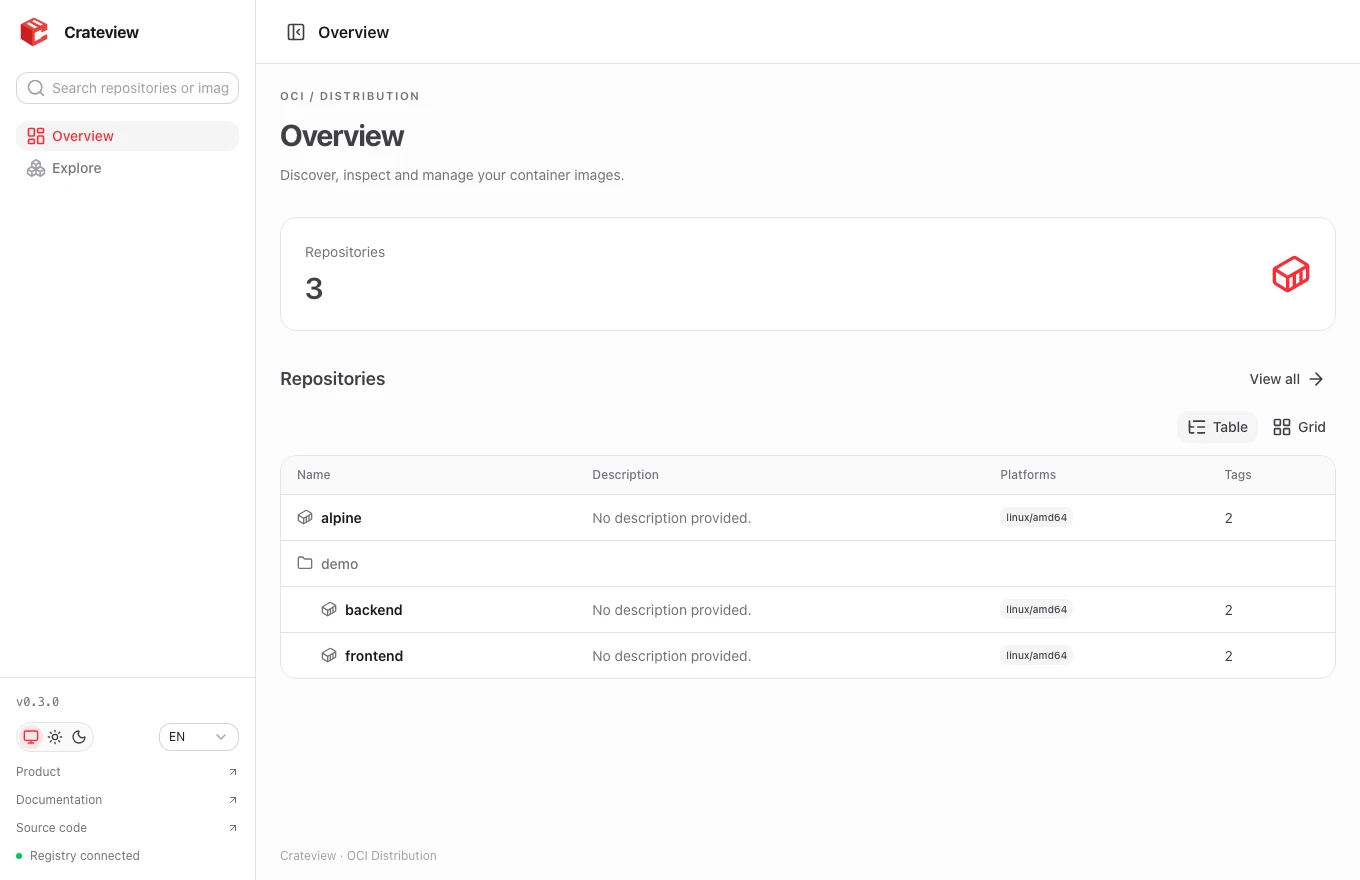 Crateview
Search repositories or imag
Overview
Explore
v0.3.0
EN
Product
Documentation
Source code
Registry connected
Overview
OCI / DISTRIBUTION
Overview
Discover, inspect and manage your container images.
Repositories
3
Repositories
View all
Table Grid
Name Description Platforms Tags
alpine No description provided. linux/amd64 2
demo
backend No description provided. linux/amd64 2
frontend No description provided. linux/amd64 2
Crateview · OCI Distribution